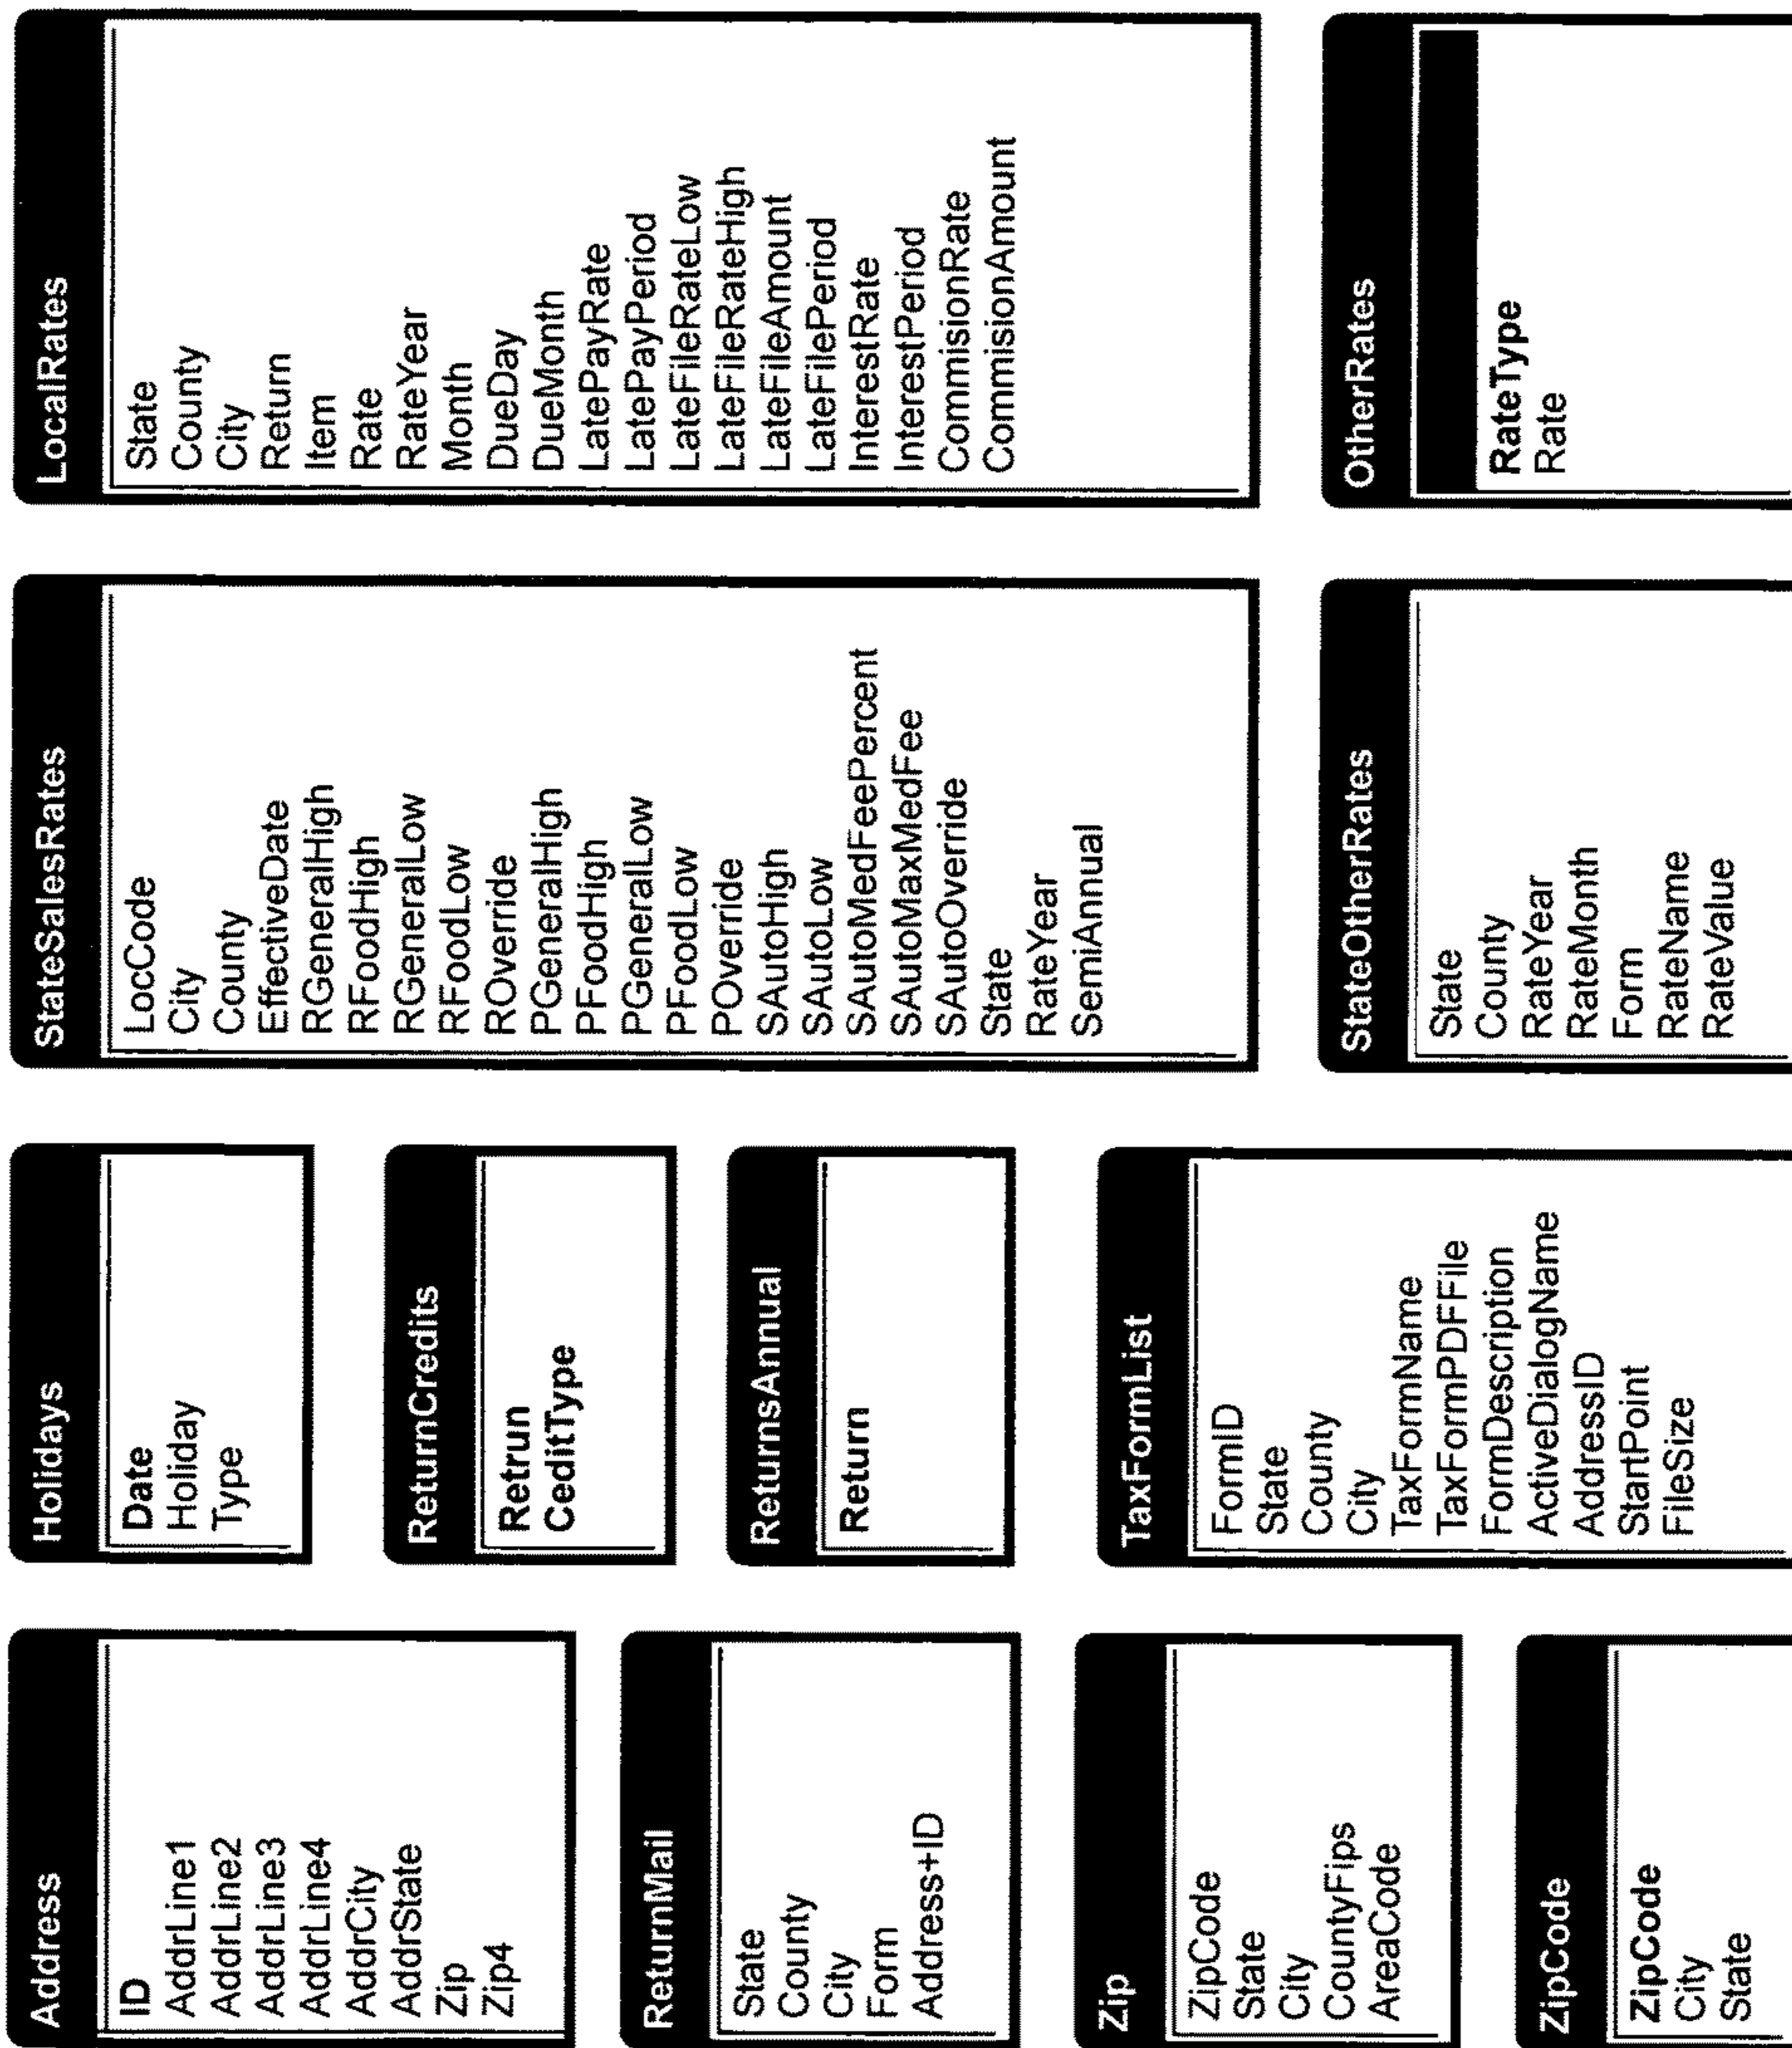 Address
ID
AddrLine1
AddrLine2
AddrLine3
AddrLine4
AddrCity
AddrState
Zip
Zip4
ReturnMail
State
County
City
Form
Address+ID
Zip
ZipCode
State
City
CountyFips
AreaCode
ZipCode
ZipCode
City
State
Holidays
Date
Holiday
Type
ReturnCredits
Retrun
CeditType
ReturnsAnnual
Return
TaxFormList
FormID
State
County
City
TaxFormName
TaxFormPDFFile
FormDescription
ActiveDialogName
AddressID
StartPoint
FileSize
StateSalesRates
LocCode
City
County
EffectiveDate
RGeneralHigh
RFoodHigh
RGeneralLow
RFoodLow
ROverride
PGeneralHigh
PFoodHigh
PGeneralLow
PFoodLow
POverride
SAutoHigh
SAutoLow
SAutoMedFeePercent
SAutoMaxMedFee
SAutoOverride
State
RateYear
SemiAnnual
StateOtherRates
State
County
RateYear
RateMonth
Form
RateName
RateValue
LocalRates
State
County
City
Return
Item
Rate
RateYear
Month
DueDay
DueMonth
LatePayRate
LatePayPeriod
LateFileRateLow
LateFileRateHigh
LateFileAmount
LateFilePeriod
InterestRate
InterestPeriod
CommisionRate
CommisionAmount
OtherRates
RateType
Rate